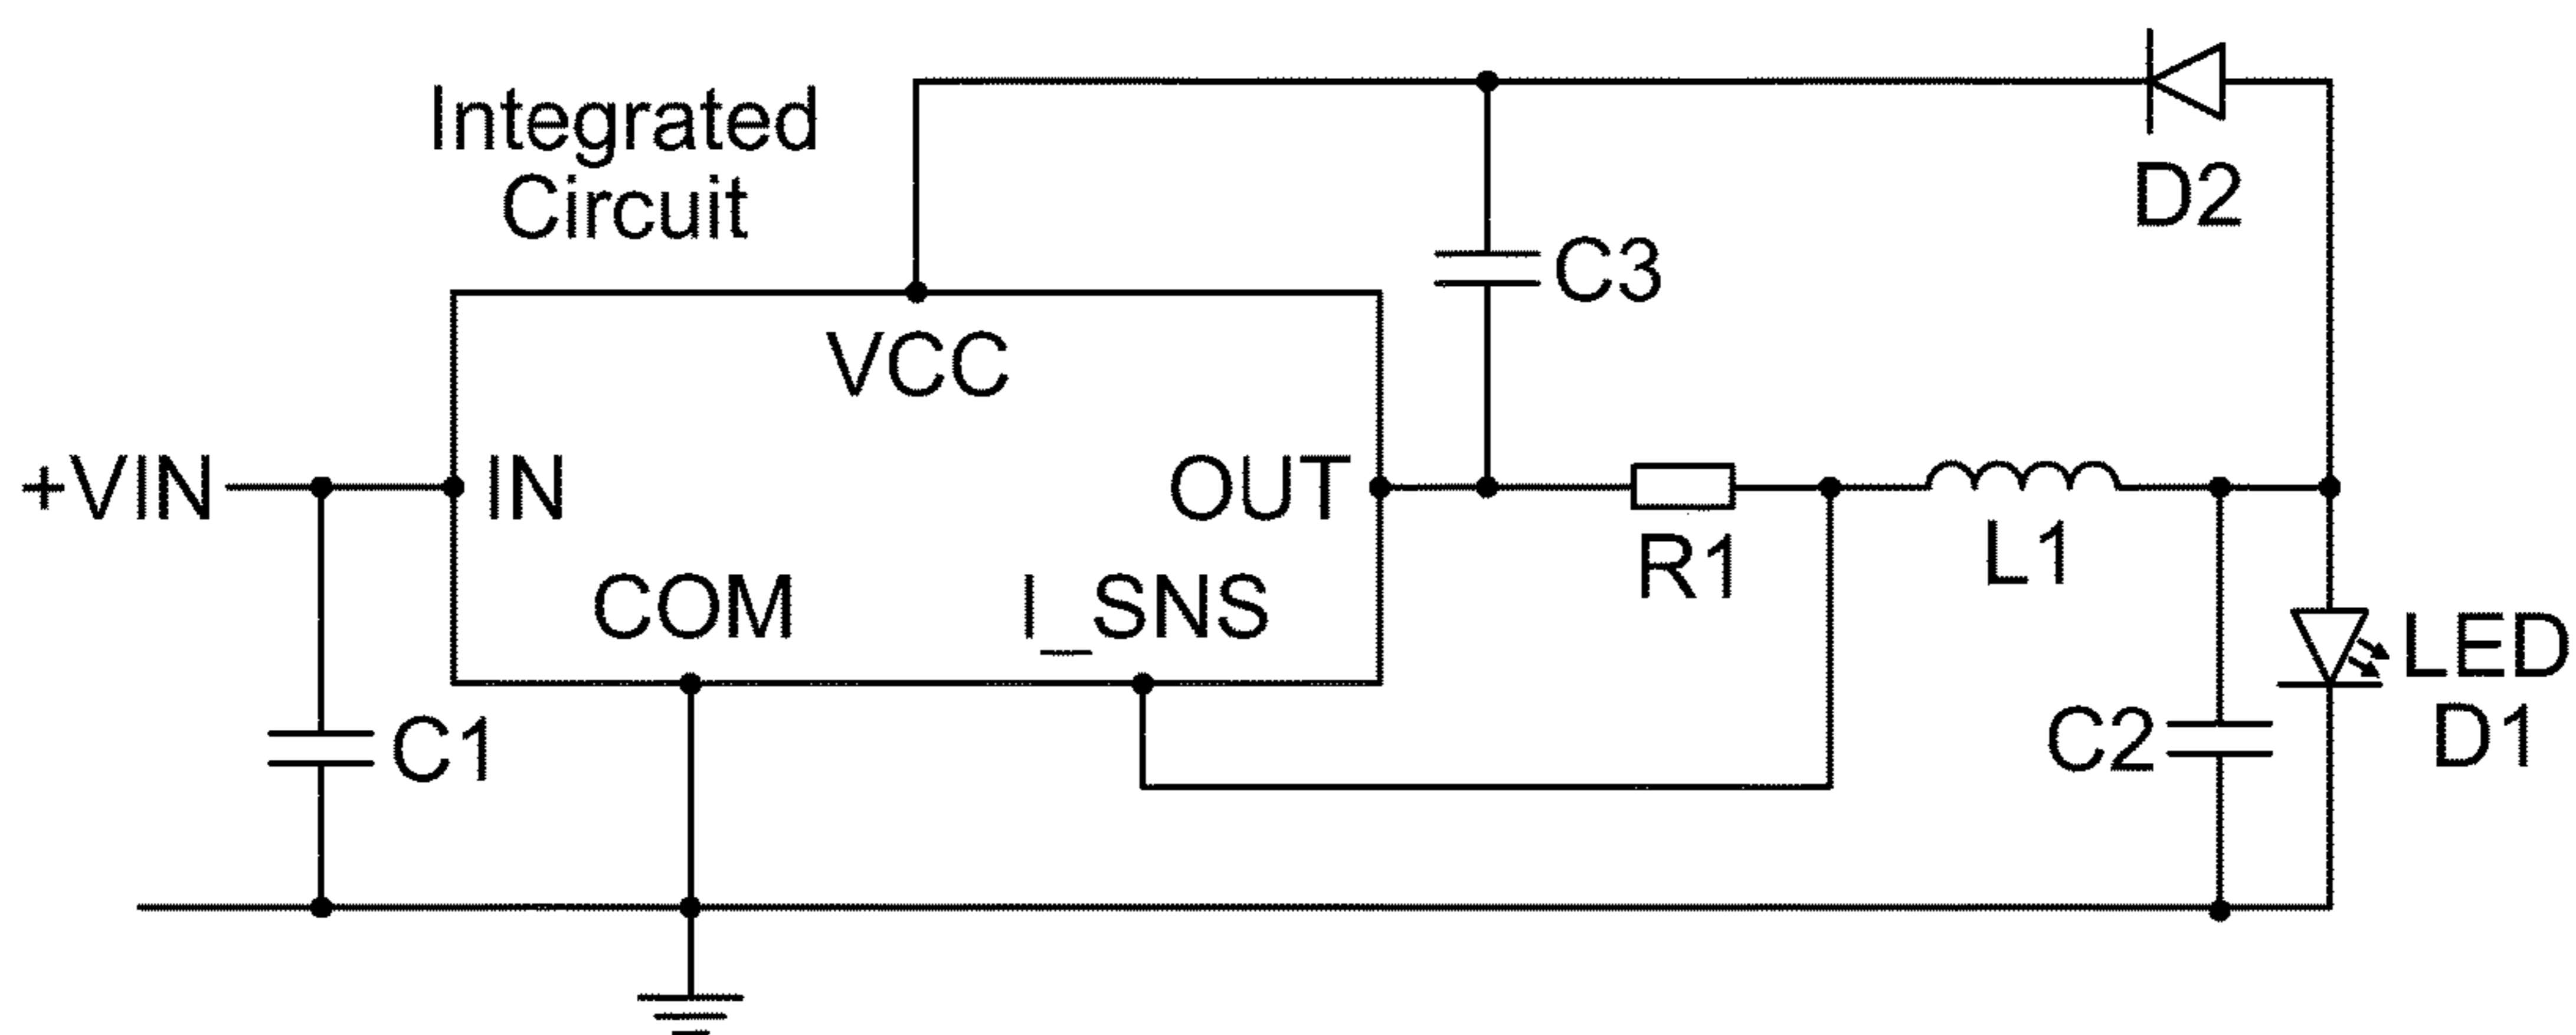 Integrated
Circuit
D2
C3
VCC
+VIN
IN
OUT
R1
L1
COM
I_SNS
LED
D1
C1
C2